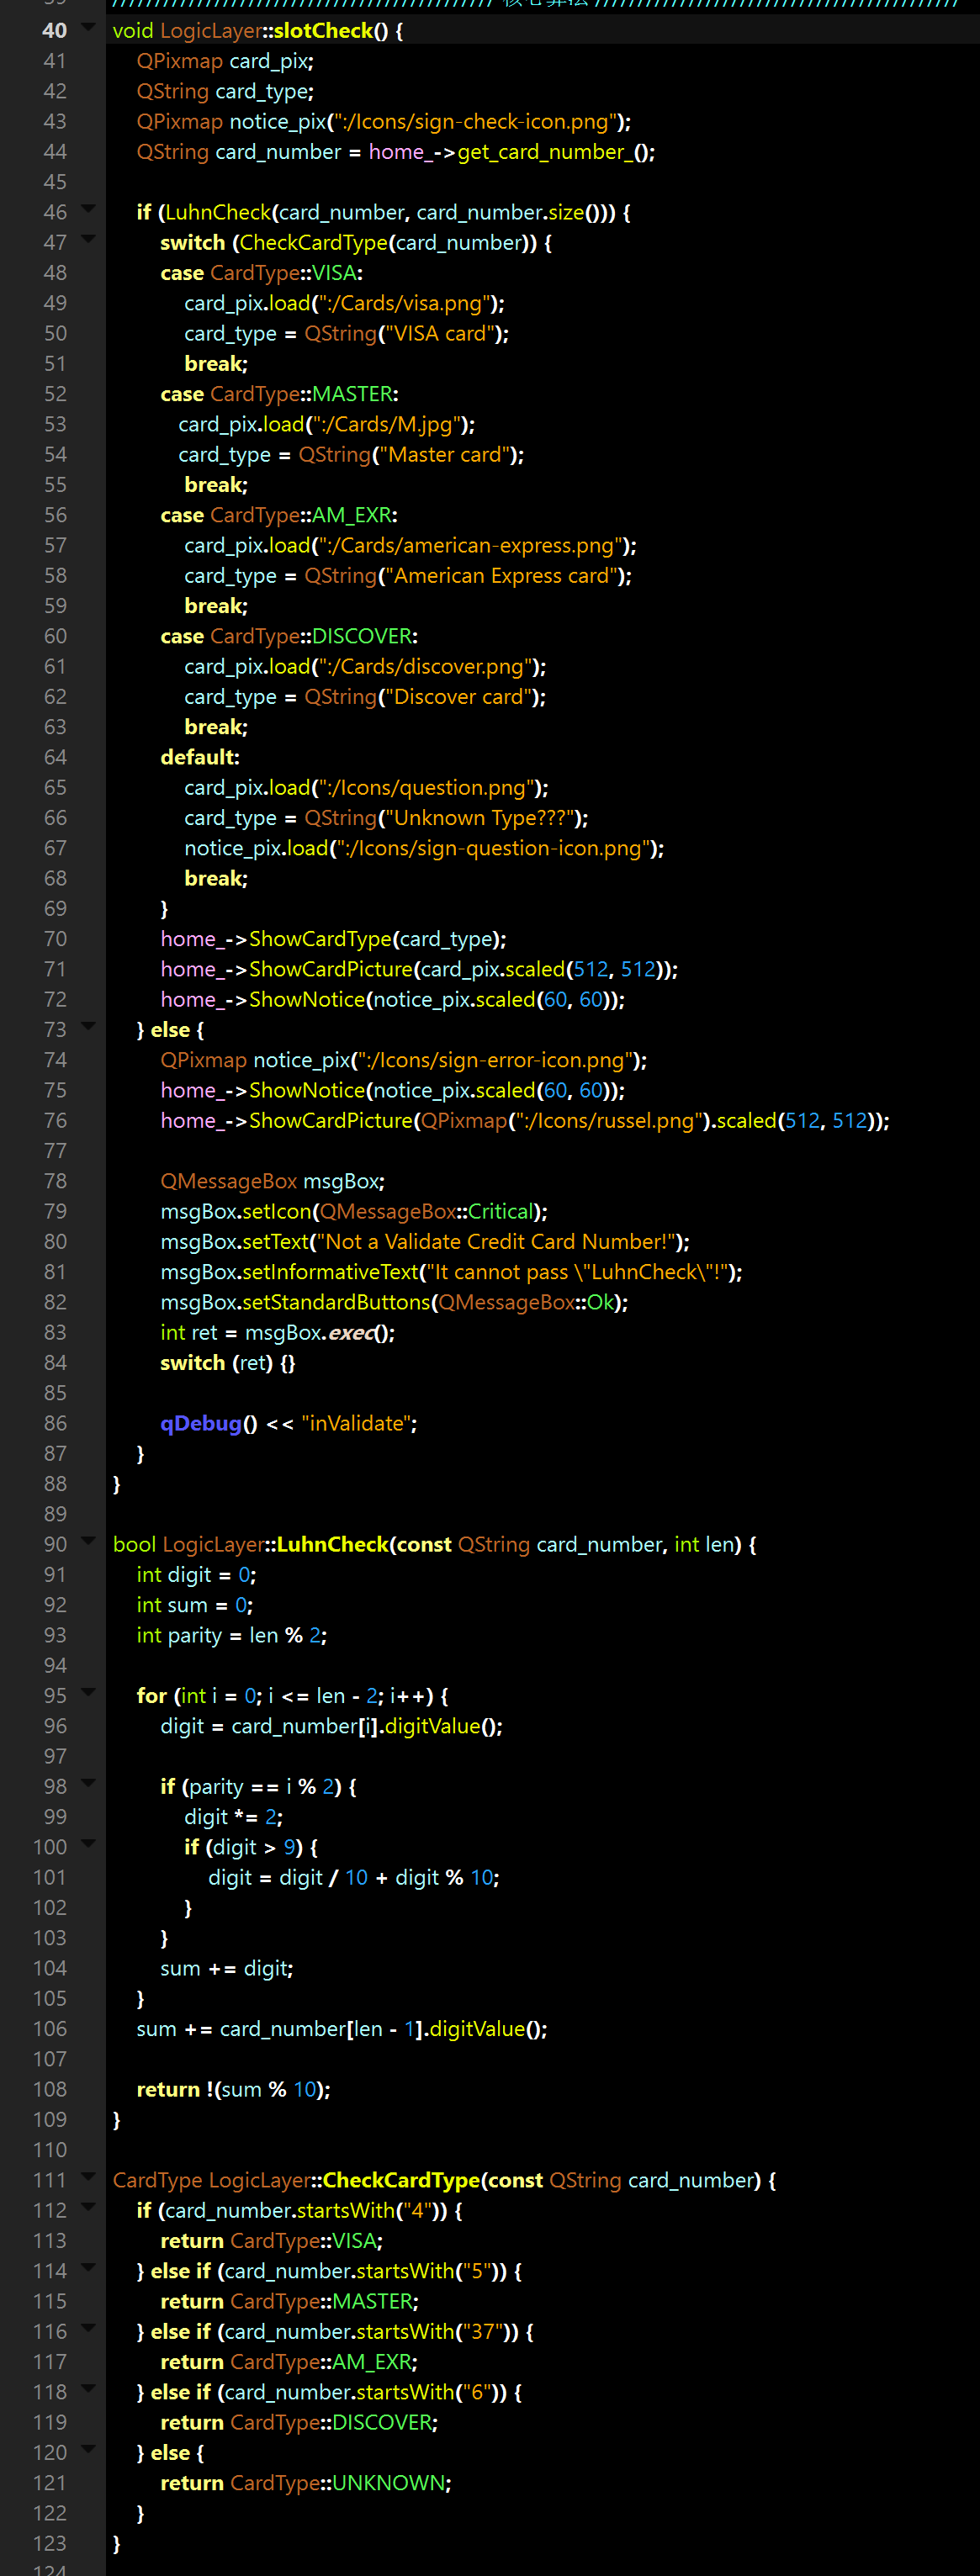 ////////////////////////////////////////////// 核心算法 ////////////////////////////////////////////
40 void LogicLayer::slotCheck() {
41 QPixmap card_pix;
42 QString card_type;
43 QPixmap notice_pix(":/Icons/sign-check-icon.png");
44 QString card_number = home_->get_card_number_();
45
46 if (LuhnCheck(card_number, card_number.size())) {
47 switch (CheckCardType(card_number)) {
48 case CardType::VISA:
49 card_pix.load(":/Cards/visa.png");
50 card_type = QString("VISA card");
51 break;
52 case CardType::MASTER:
53 card_pix.load(":/Cards/M.jpg");
54 card_type = QString("Master card");
55 break;
56 case CardType::AM_EXR:
57 card_pix.load(":/Cards/american-express.png");
58 card_type = QString("American Express card");
59 break;
60 case CardType::DISCOVER:
61 card_pix.load(":/Cards/discover.png");
62 card_type = QString("Discover card");
63 break;
64 default:
65 card_pix.load(":/Icons/question.png");
66 card_type = QString("Unknown Type???");
67 notice_pix.load(":/Icons/sign-question-icon.png");
68 break;
69 }
70 home_->ShowCardType(card_type);
71 home_->ShowCardPicture(card_pix.scaled(512, 512));
72 home_->ShowNotice(notice_pix.scaled(60, 60));
73 } else {
74 QPixmap notice_pix(":/Icons/sign-error-icon.png");
75 home_->ShowNotice(notice_pix.scaled(60, 60));
76 home_->ShowCardPicture(QPixmap(":/Icons/russel.png").scaled(512, 512));
77
78 QMessageBox msgBox;
79 msgBox.setIcon(QMessageBox::Critical);
80 msgBox.setText("Not a Validate Credit Card Number!");
81 msgBox.setInformativeText("It cannot pass \"LuhnCheck\"!");
82 msgBox.setStandardButtons(QMessageBox::Ok);
83 int ret = msgBox.exec();
84 switch (ret) {}
85
86 qDebug() << "inValidate";
87 }
88 }
89
90 bool LogicLayer::LuhnCheck(const QString card_number, int len) {
91 int digit = 0;
92 int sum = 0;
93 int parity = len % 2;
94
95 for (int i = 0; i <= len - 2; i++) {
96 digit = card_number[i].digitValue();
97
98 if (parity == i % 2) {
99 digit *= 2;
100 if (digit > 9) {
101 digit = digit / 10 + digit % 10;
102 }
103 }
104 sum += digit;
105 }
106 sum += card_number[len - 1].digitValue();
107
108 return !(sum % 10);
109 }
110
111 CardType LogicLayer::CheckCardType(const QString card_number) {
112 if (card_number.startsWith("4")) {
113 return CardType::VISA;
114 } else if (card_number.startsWith("5")) {
115 return CardType::MASTER;
116 } else if (card_number.startsWith("37")) {
117 return CardType::AM_EXR;
118 } else if (card_number.startsWith("6")) {
119 return CardType::DISCOVER;
120 } else {
121 return CardType::UNKNOWN;
122 }
123 }
124